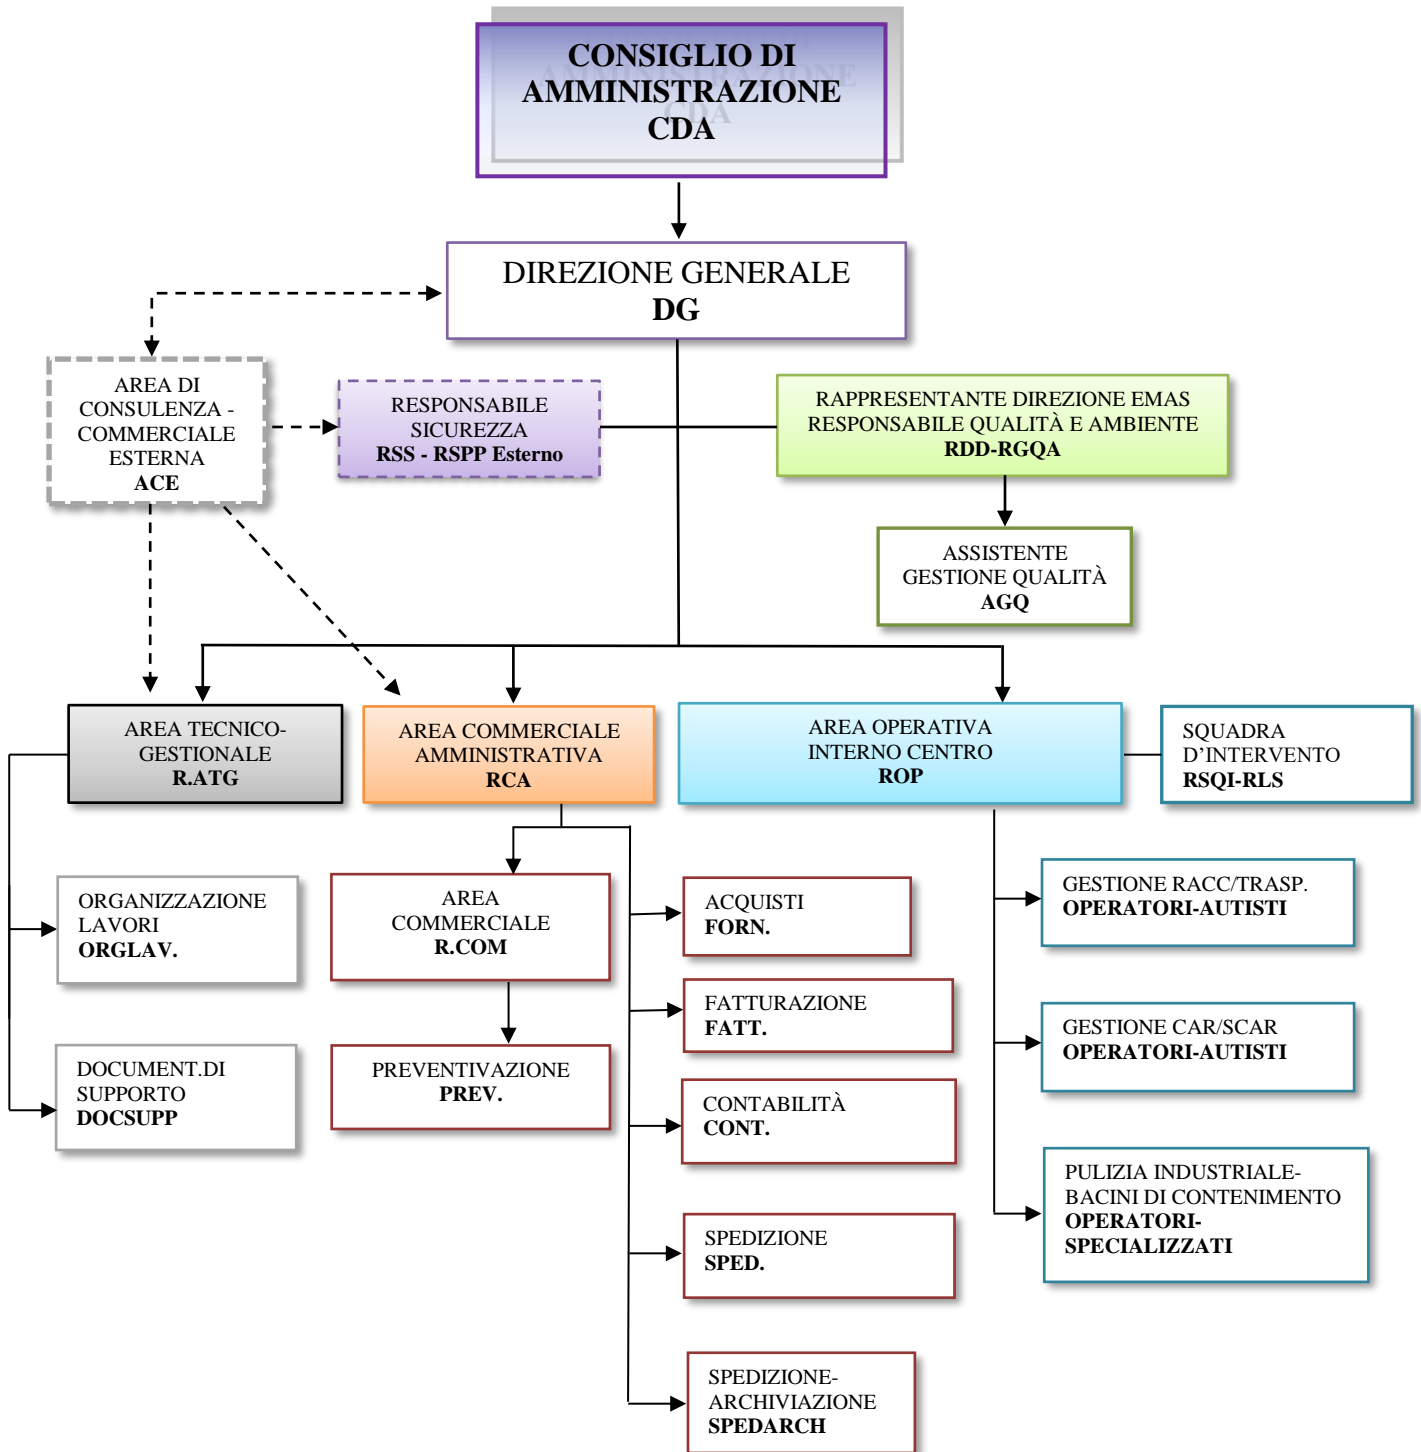 CONSIGLIO DI
AMMINISTRAZIONE
CDA
DIREZIONE GENERALE
DG
AREA DI
CONSULENZA -
COMMERCIALE
ESTERNA
ACE
RESPONSABILE
SICUREZZA
RSS - RSPP Esterno
RAPPRESENTANTE DIREZIONE EMAS
RESPONSABILE QUALITÀ E AMBIENTE
RDD-RGQA
ASSISTENTE
GESTIONE QUALITÀ
AGQ
AREA TECNICO-
GESTIONALE
R.ATG
AREA COMMERCIALE
AMMINISTRATIVA
RCA
AREA OPERATIVA
INTERNO CENTRO
ROP
SQUADRA
D’INTERVENTO
RSQI-RLS
ORGANIZZAZIONE
LAVORI
ORGLAV.
DOCUMENT.DI
SUPPORTO
DOCSUPP
AREA
COMMERCIALE
R.COM
PREVENTIVAZIONE
PREV.
ACQUISTI
FORN.
FATTURAZIONE
FATT.
CONTABILITÀ
CONT.
SPEDIZIONE
SPED.
SPEDIZIONE-
ARCHIVIAZIONE
SPEDARCH
GESTIONE RACC/TRASP.
OPERATORI-AUTISTI
GESTIONE CAR/SCAR
OPERATORI-AUTISTI
PULIZIA INDUSTRIALE-
BACINI DI CONTENIMENTO
OPERATORI-
SPECIALIZZATI